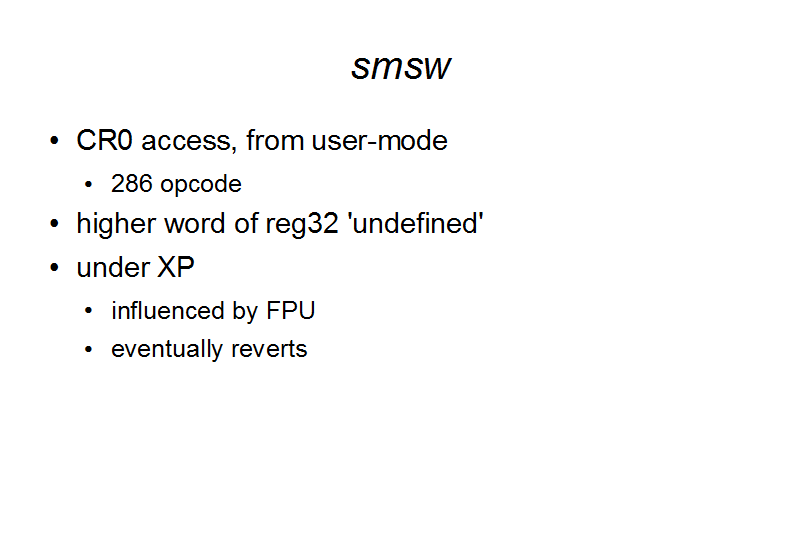 smsw
• CR0 access, from user-mode
• 286 opcode
• higher word of reg32 'undefined'
• under XP
• influenced by FPU
• eventually reverts